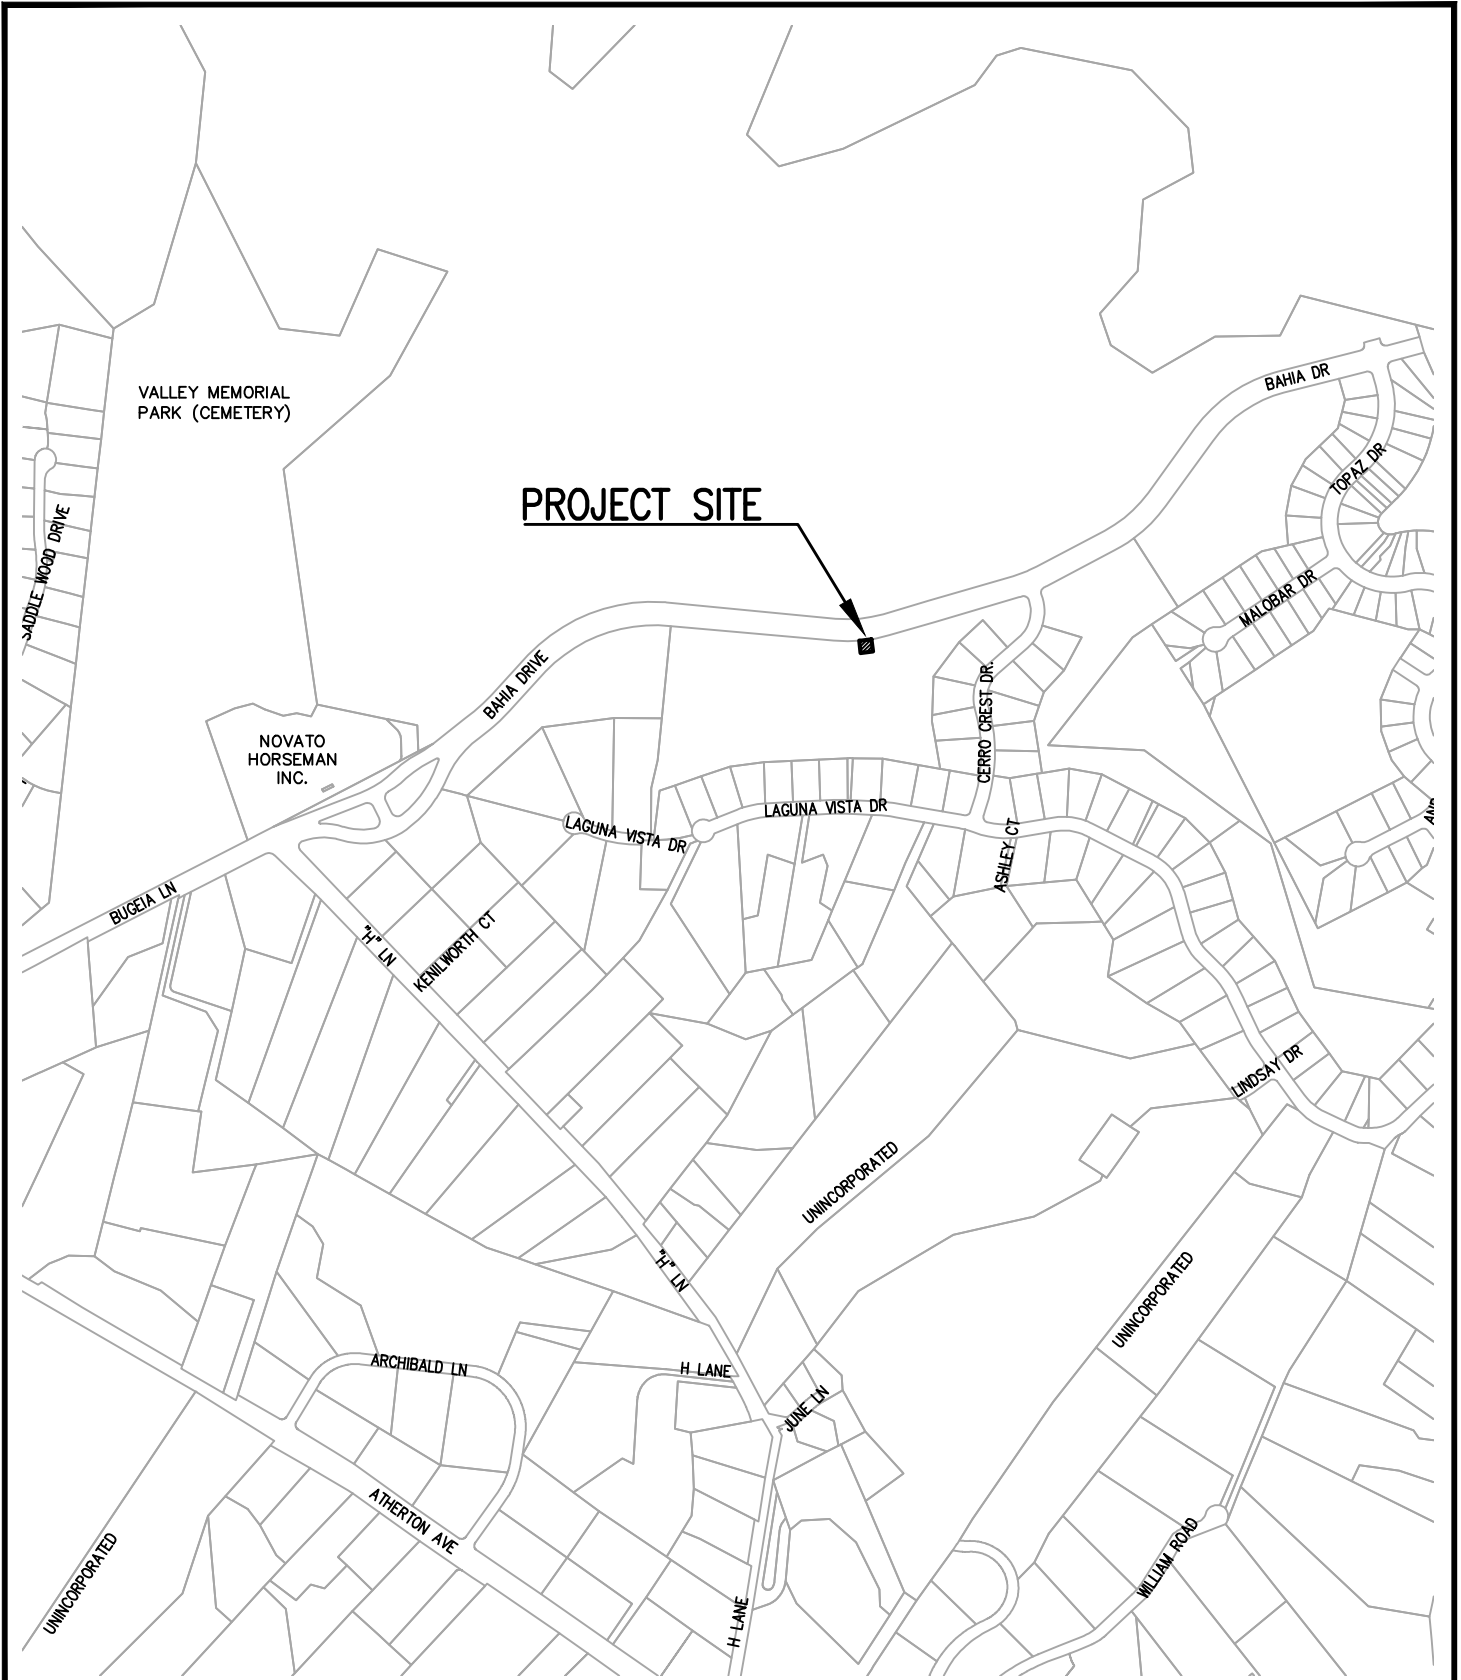 BAHIA DR
VALLEY MEMORIAL
PARK (CEMETERY)
TOPAZ DR
PROJECT SITE
SADDLE WOOD DRIVE
MALOBAR DR
BAHIA DRIVE
CERRO CREST DR.
NOVATO
HORSEMAN
INC.
LAGUNA VISTA DR
LAGUNA VISTA DR
ASHLEY CT
BUGEIA LN
"H" LN
KENILWORTH CT
LINDSAY DR
UNINCORPORATED
"H" LN
UNINCORPORATED
ARCHIBALD LN
H LANE
JUNE LN
ATHERTON AVE
UNINCORPORATED
WILLIAM ROAD
H LANE